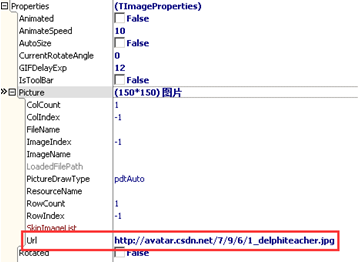 Properties (TImageProperties)
Animated False
AnimateSpeed 10
AutoSize False
CurrentRotateAngle 0
GIFDelayExp 12
IsToolBar False
Picture (150*150) 图片
ColCount 1
ColIndex -1
FileName
ImageIndex -1
ImageName
LoadedFilePath
PictureDrawType pdtAuto
ResourceName
RowCount 1
RowIndex -1
SkinImageList
Url http://avatar.csdn.net/7/9/6/1_delphiteacher.jpg
Rotated False